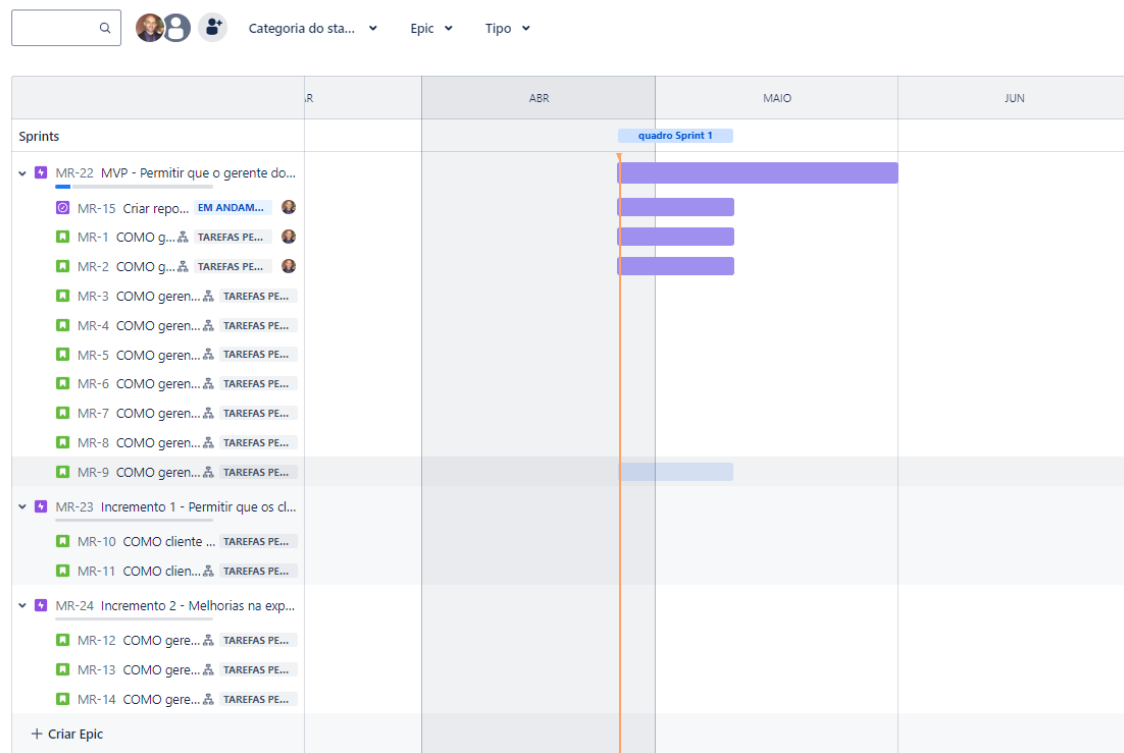 Categoria do sta... Epic Tipo
AR ABR MAIO JUN
Sprints quadro Sprint 1
MR-22 MVP - Permitir que o gerente do...
MR-15 Criar repo... EM ANDAM...
MR-1 COMO g... TAREFAS PE...
MR-2 COMO g... TAREFAS PE...
MR-3 COMO geren... TAREFAS PE...
MR-4 COMO geren... TAREFAS PE...
MR-5 COMO geren... TAREFAS PE...
MR-6 COMO geren... TAREFAS PE...
MR-7 COMO geren... TAREFAS PE...
MR-8 COMO geren... TAREFAS PE...
MR-9 COMO geren... TAREFAS PE...
MR-23 Incremento 1 - Permitir que os cl...
MR-10 COMO cliente ... TAREFAS PE...
MR-11 COMO clien... TAREFAS PE...
MR-24 Incremento 2 - Melhorias na exp...
MR-12 COMO gere... TAREFAS PE...
MR-13 COMO gere... TAREFAS PE...
MR-14 COMO gere... TAREFAS PE...
+ Criar Epic